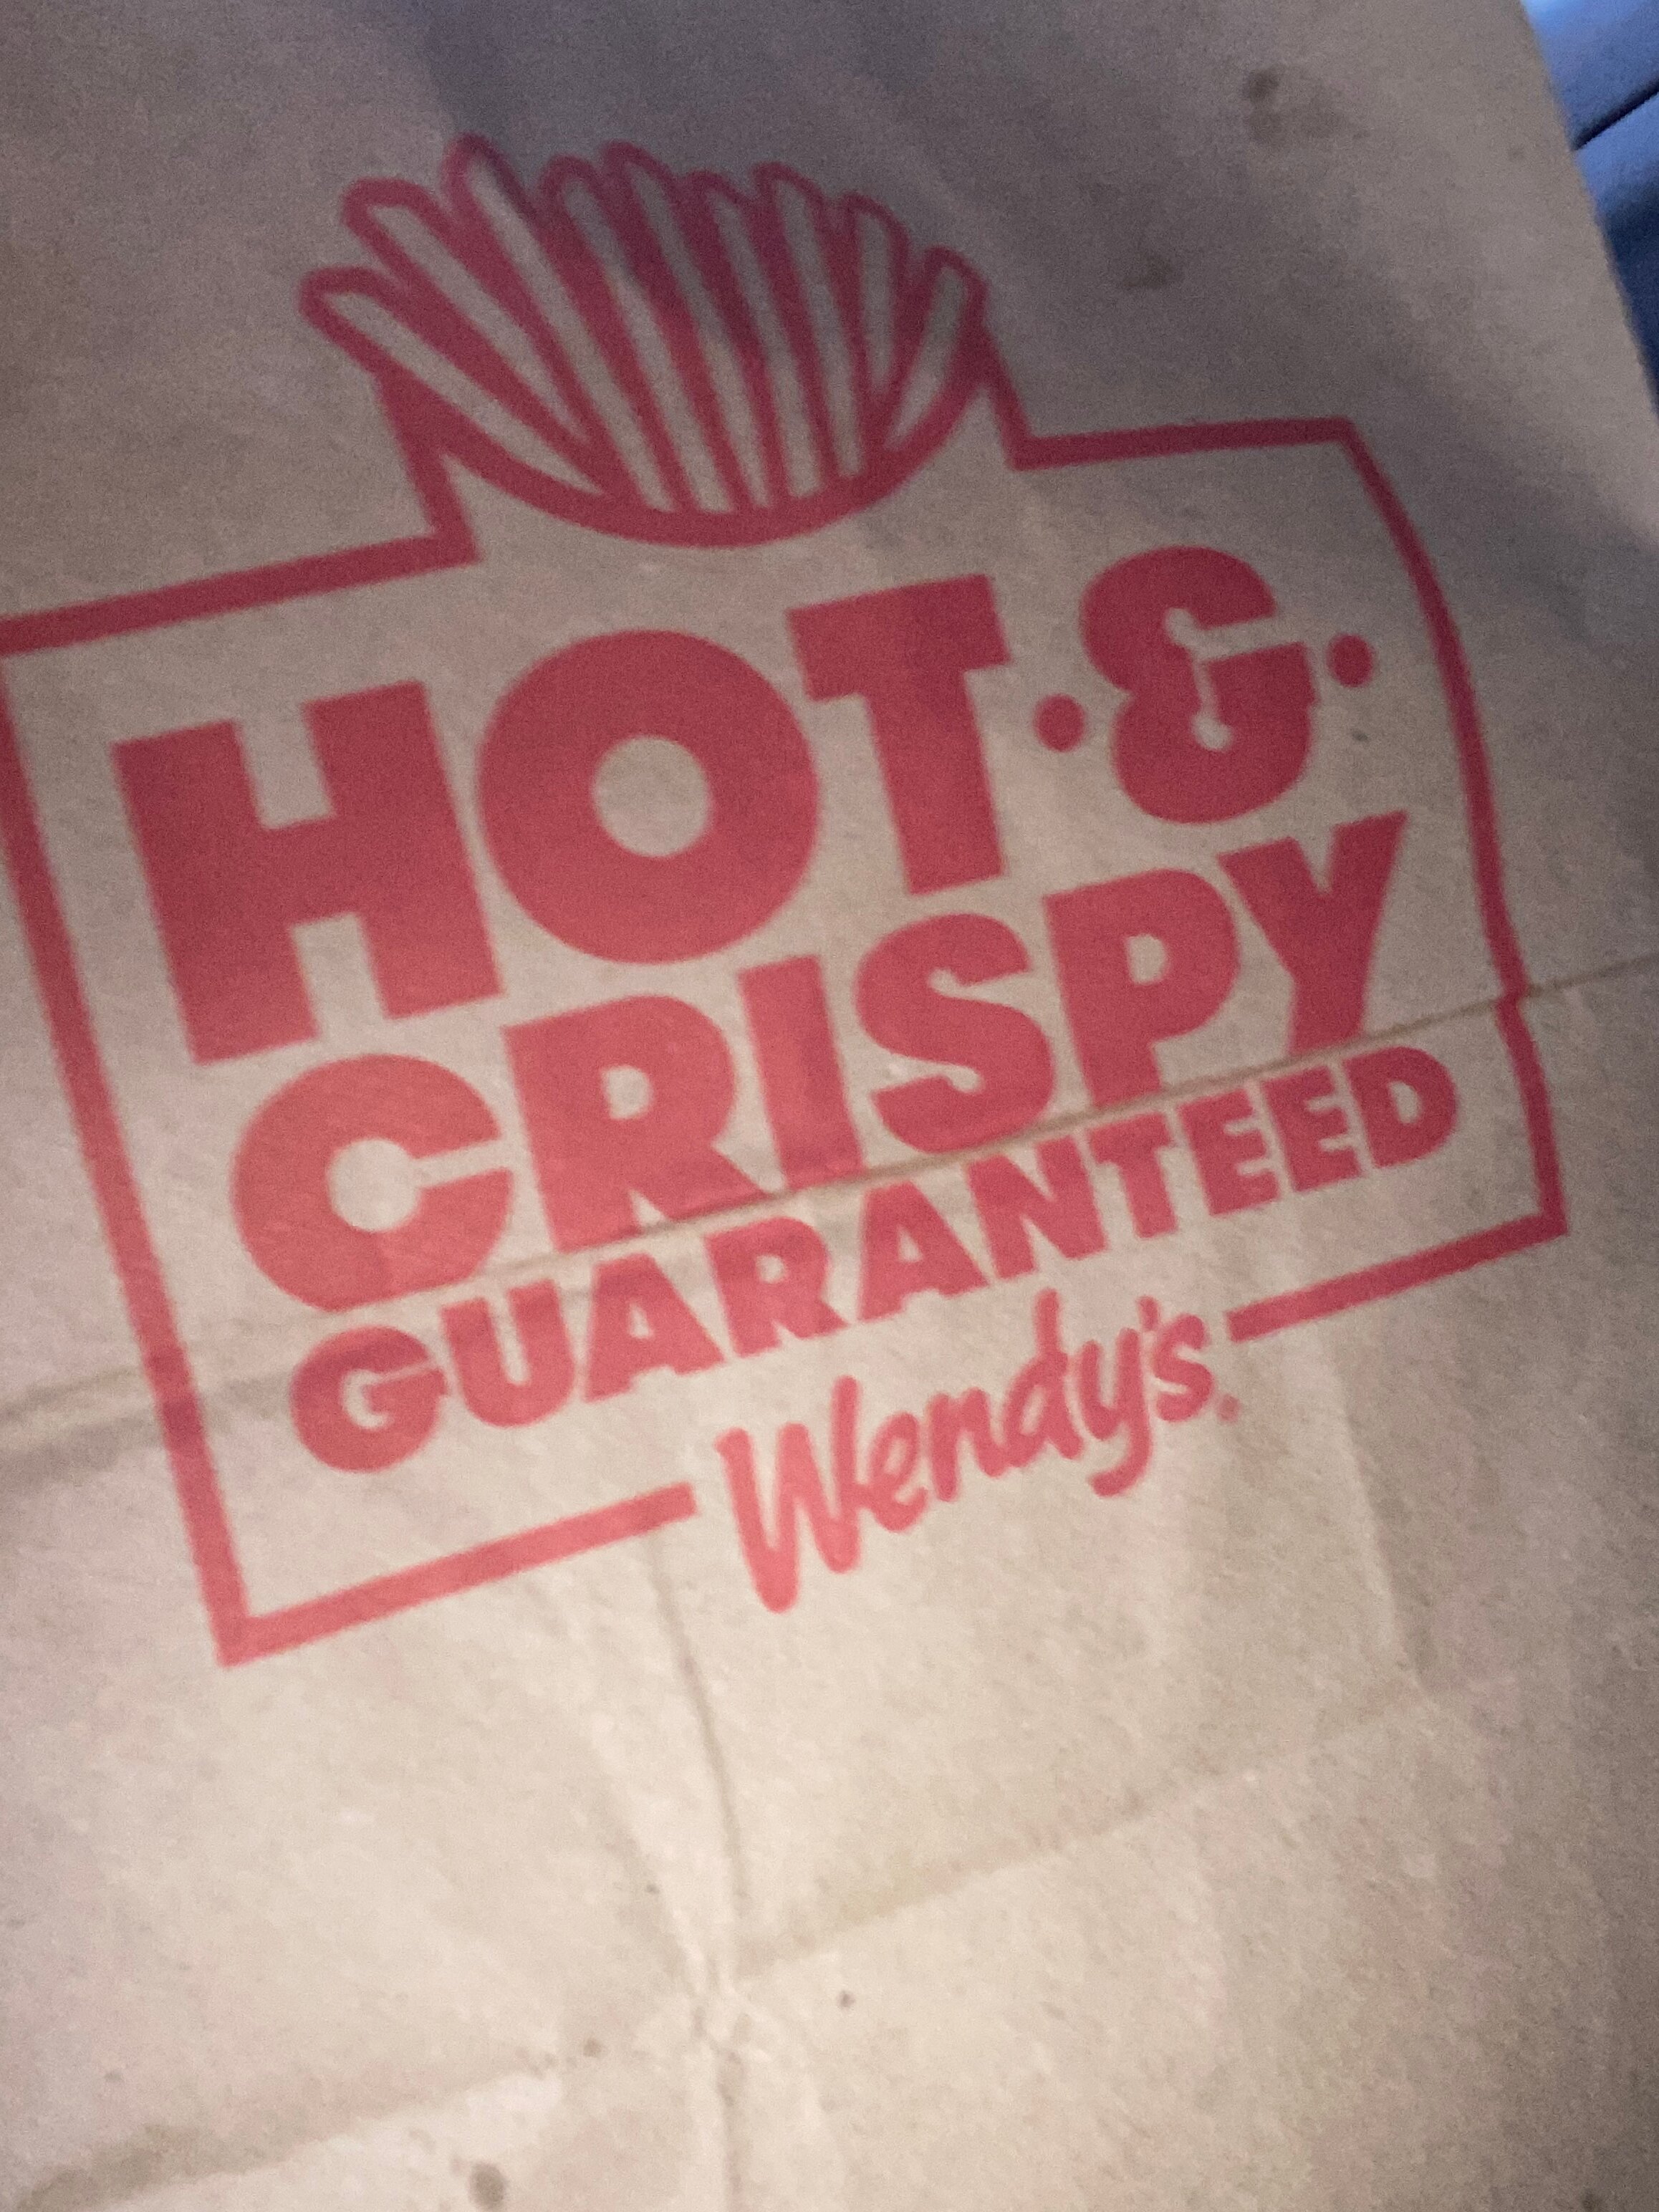 HOT·&·
CRISPY
GUARANTEED
Wendy's.